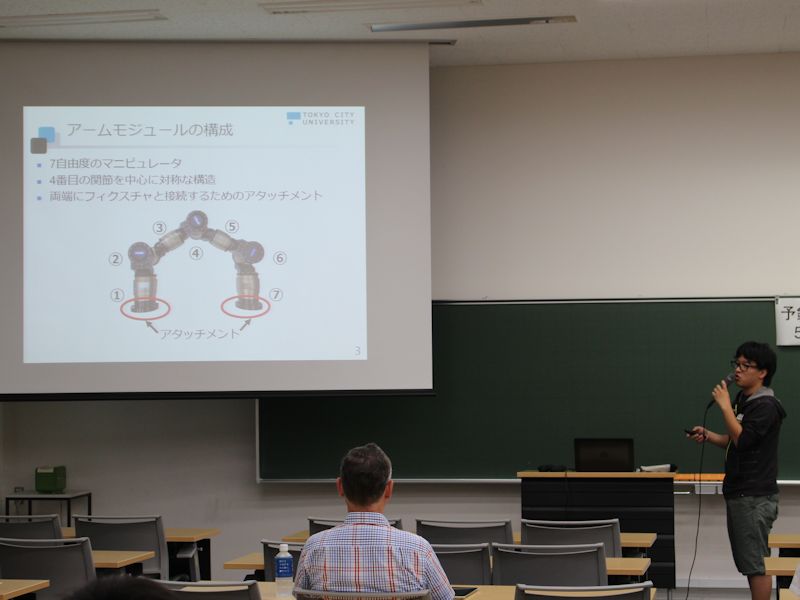 アームモジュールの構成
TOKYO CITY
UNIVERSITY
7自由度のマニピュレータ
4番目の関節を中心に対称な構造
両端にフィクスチャと接続するためのアタッチメント
③ ⑤
② ④ ⑥
① ⑦
アタッチメント
3
予
5